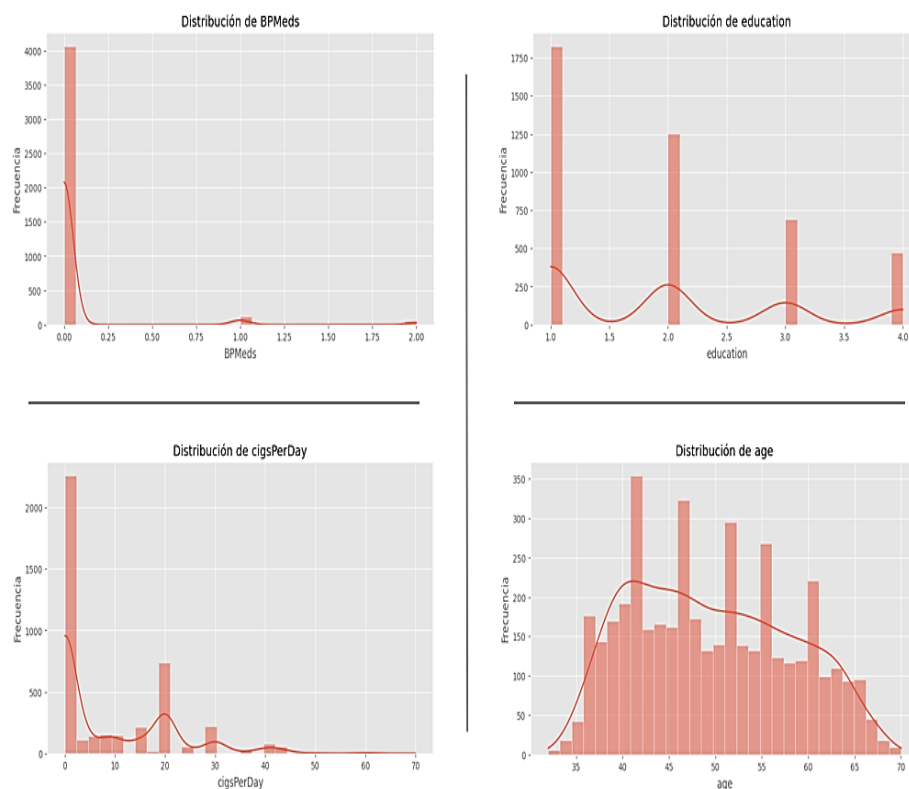 Distribución de BPMeds
4000
3500
3000
2500
2000
1500
1000
500
0
Frecuencia
0.00 0.25 0.50 0.75 1.00 1.25 1.50 1.75 2.00
BPMeds
Distribución de education
1750
1500
1250
1000
750
500
250
0
Frecuencia
1.0 1.5 2.0 2.5 3.0 3.5 4.0
education
Distribución de cigsPerDay
2000
1500
1000
500
0
Frecuencia
0 10 20 30 40 50 60 70
cigsPerDay
Distribución de age
350
300
250
200
150
100
50
0
Frecuencia
35 40 45 50 55 60 65 70
age